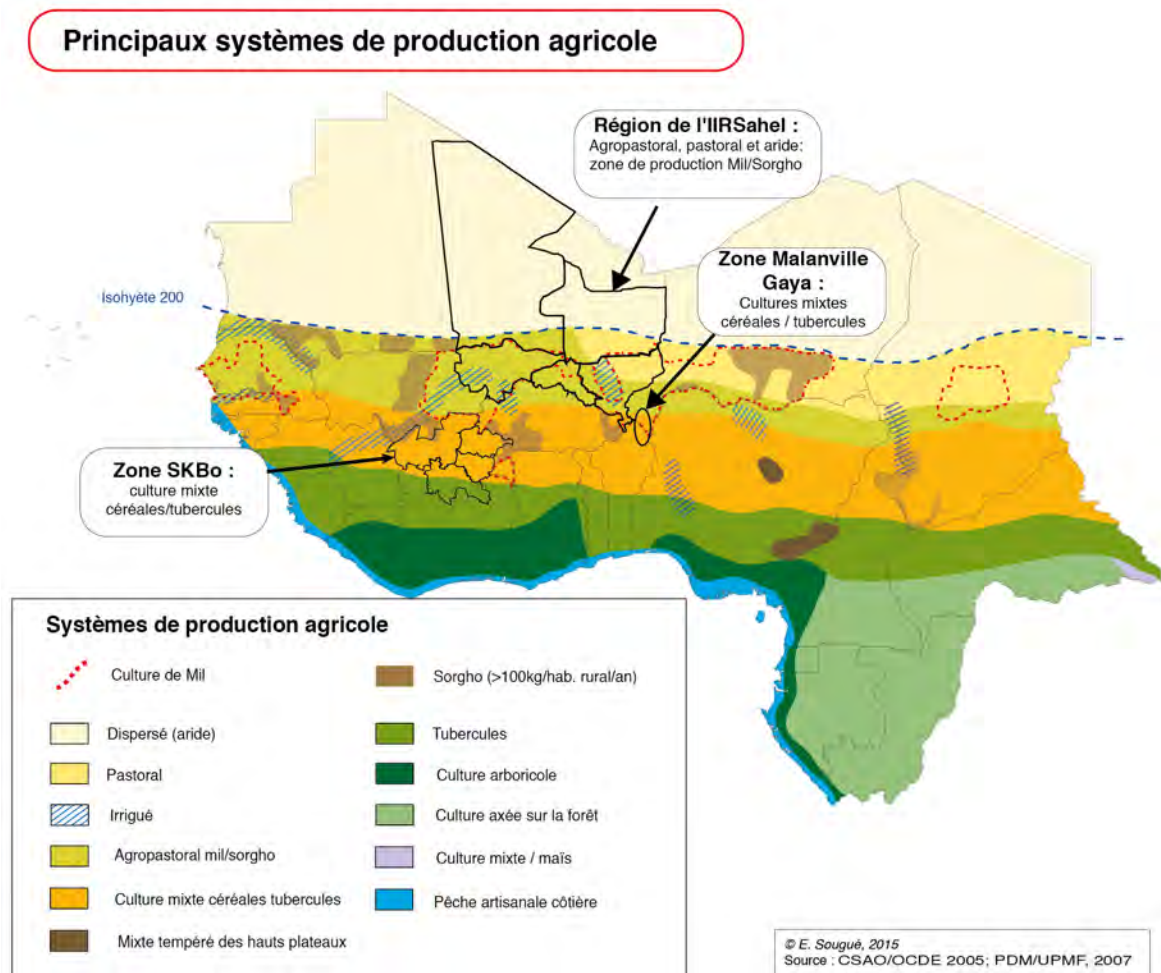 Principaux systèmes de production agricole
Région de l'IIRSahel :
Agropastoral, pastoral et aride:
zone de production Mil/Sorgho
Zone Malanville
Gaya :
Cultures mixtes
céréales / tubercules
Isohyète 200
Zone SKBo :
culture mixte
céréales/tubercules
Systèmes de production agricole
Culture de Mil
Dispersé (aride)
Pastoral
Irrigué
Agropastoral mil/sorgho
Culture mixte céréales tubercules
Mixte tempéré des hauts plateaux
Sorgho (>100kg/hab. rural/an)
Tubercules
Culture arboricole
Culture axée sur la forêt
Culture mixte / maïs
Pêche artisanale côtière
© E. Sougué, 2015
Source : CSAO/OCDE 2005; PDM/UPMF, 2007